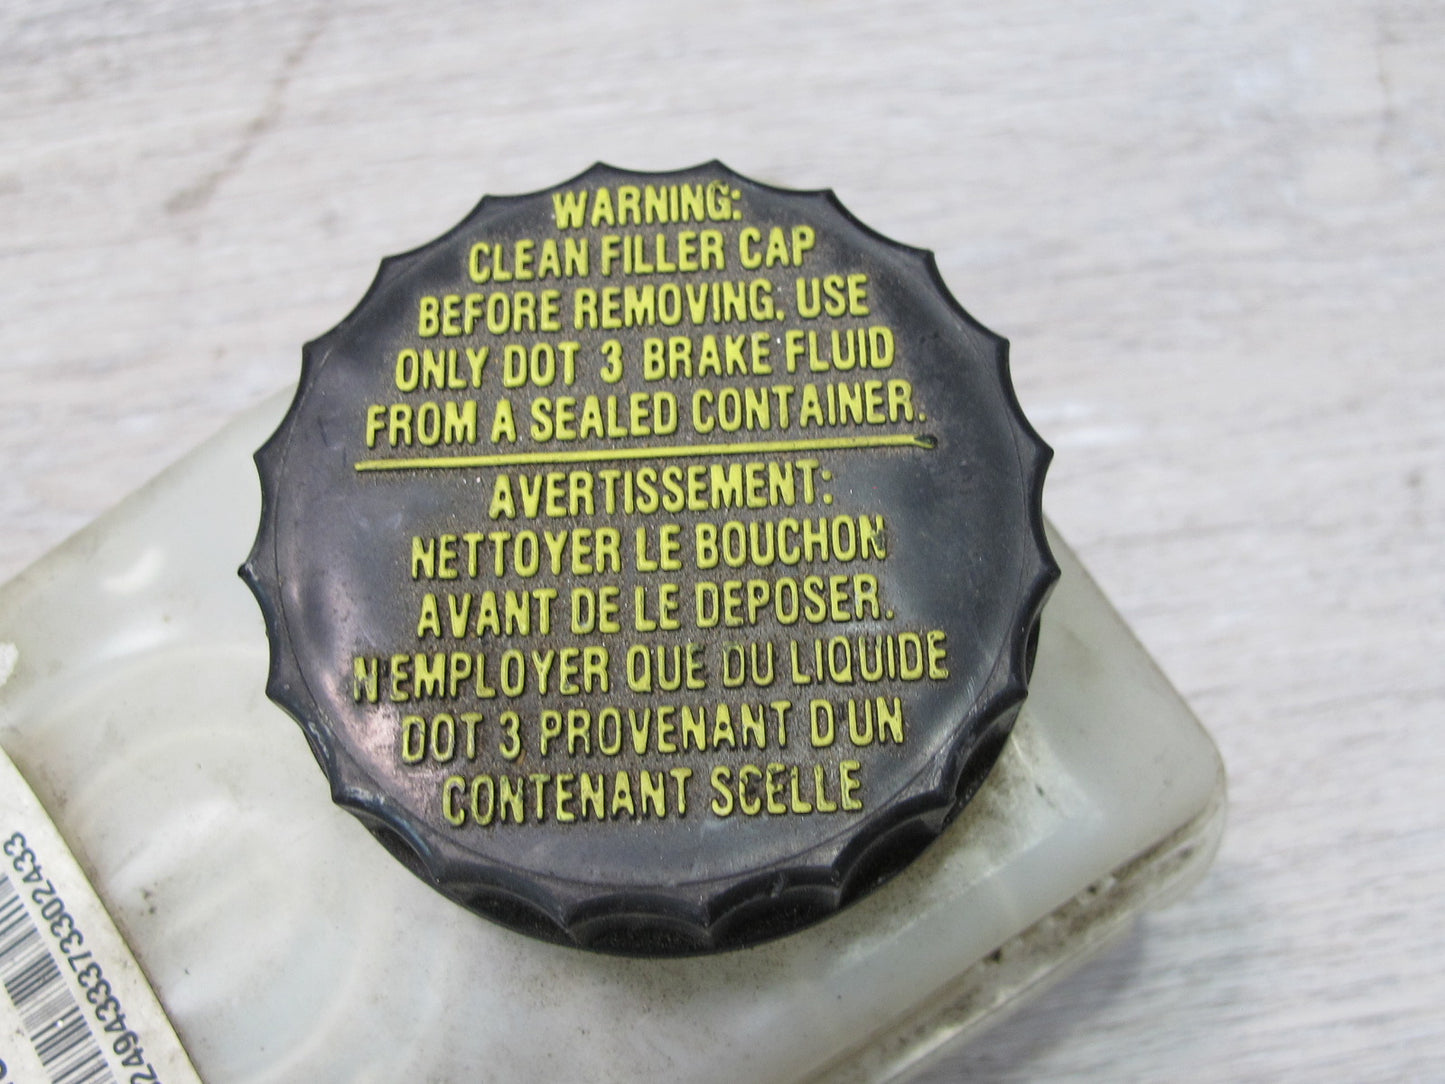 WARNING:
CLEAN FILLER CAP
BEFORE REMOVING. USE
ONLY DOT 3 BRAKE FLUID
FROM A SEALED CONTAINER.
AVERTISSEMENT:
NETTOYER LE BOUCHON
AVANT DE LE DEPOSER.
N'EMPLOYER QUE DU LIQUIDE
DOT 3 PROVENANT D'UN
CONTENANT SCELLE
249433373302433